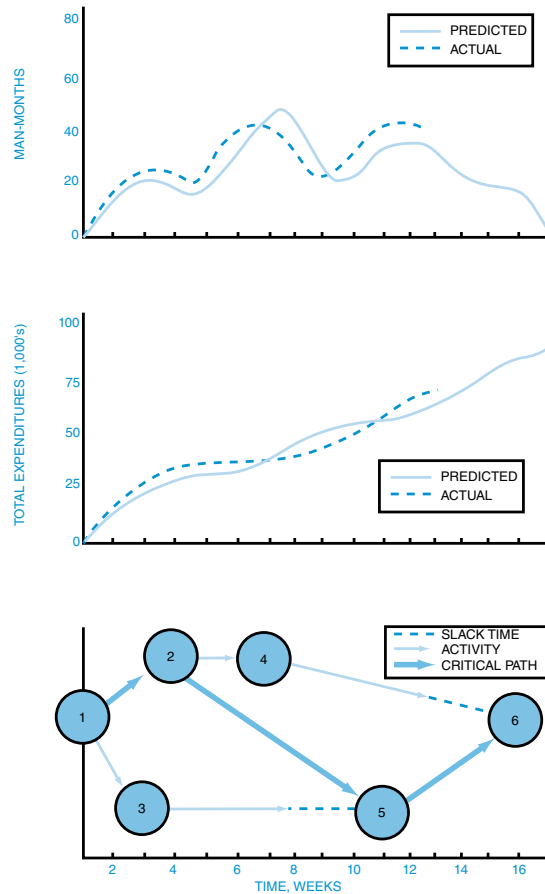 MAN-MONTHS
80
60
40
20
0
PREDICTED
ACTUAL
TOTAL EXPENDITURES (1,000's)
100
75
50
25
0
PREDICTED
ACTUAL
SLACK TIME
ACTIVITY
CRITICAL PATH
1
2
4
3
5
6
2 4 6 8 10 12 14 16
TIME, WEEKS